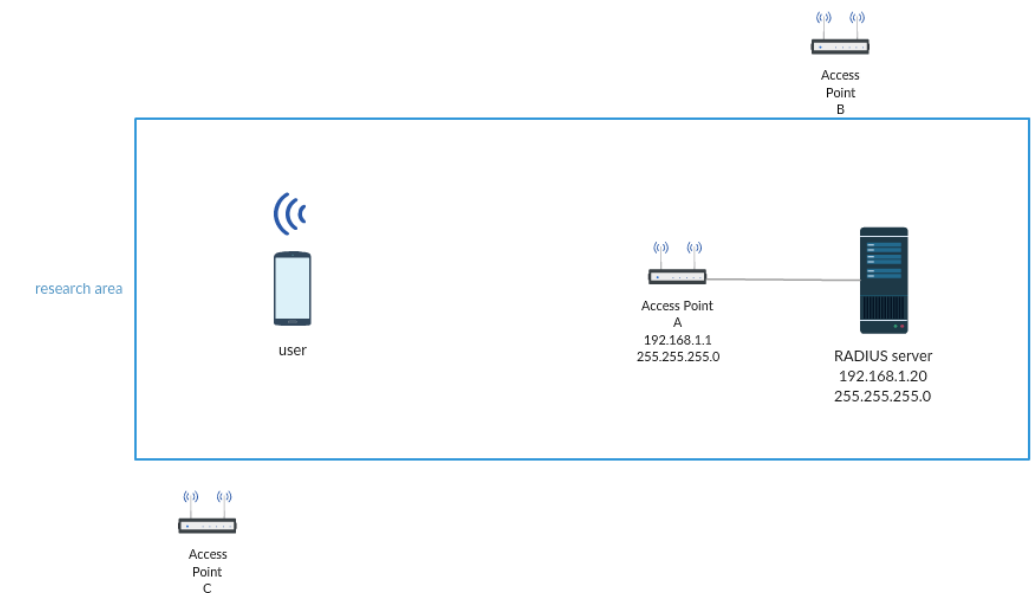 Access
Point
B
research area
user
Access Point
A
192.168.1.1
255.255.255.0
RADIUS server
192.168.1.20
255.255.255.0
Access
Point
C